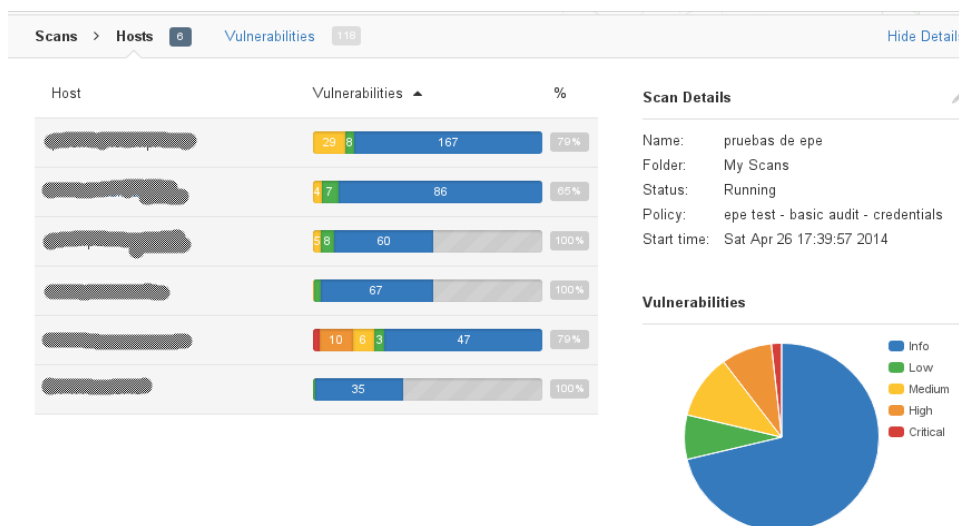 Scans > Hosts 6 Vulnerabilities 118 Hide Details
Host Vulnerabilities %
29 8 167 79%
4 7 86 65%
5 8 60 100%
67 100%
10 6 3 47 79%
35 100%
Scan Details
Name: pruebas de epe
Folder: My Scans
Status: Running
Policy: epe test - basic audit - credentials
Start time: Sat Apr 26 17:39:57 2014
Vulnerabilities
Info
Low
Medium
High
Critical